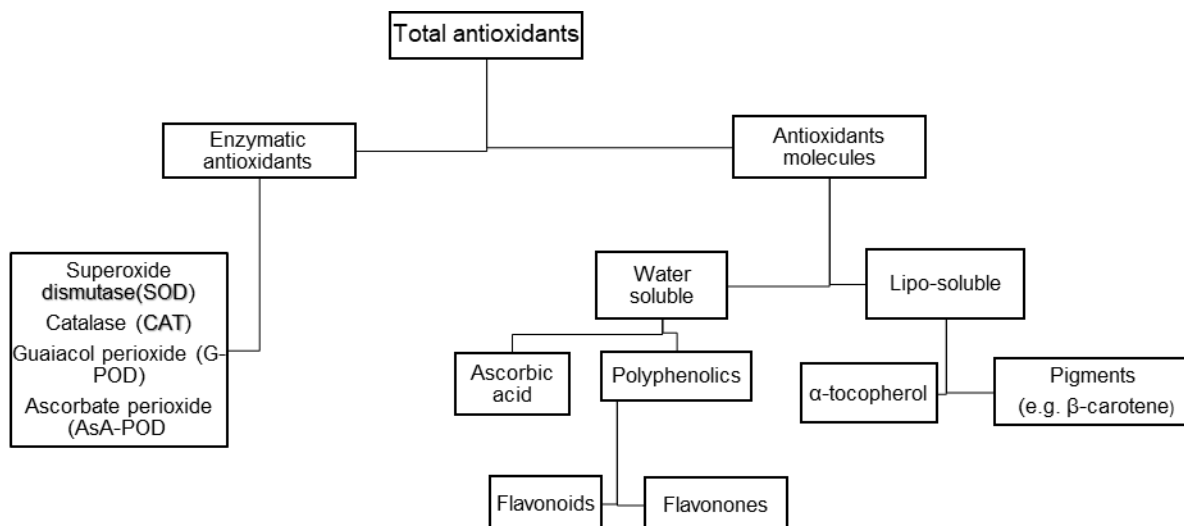 Total antioxidants
Enzymatic
antioxidants
Antioxidants
molecules
Superoxide
dismutase(SOD)
Catalase (CAT)
Guaiacol perioxide (G-
POD)
Ascorbate perioxide
(AsA-POD
Water
soluble
Lipo-soluble
Ascorbic
acid
Polyphenolics
α-tocopherol
Pigments
(e.g. β-carotene)
Flavonoids
Flavonones